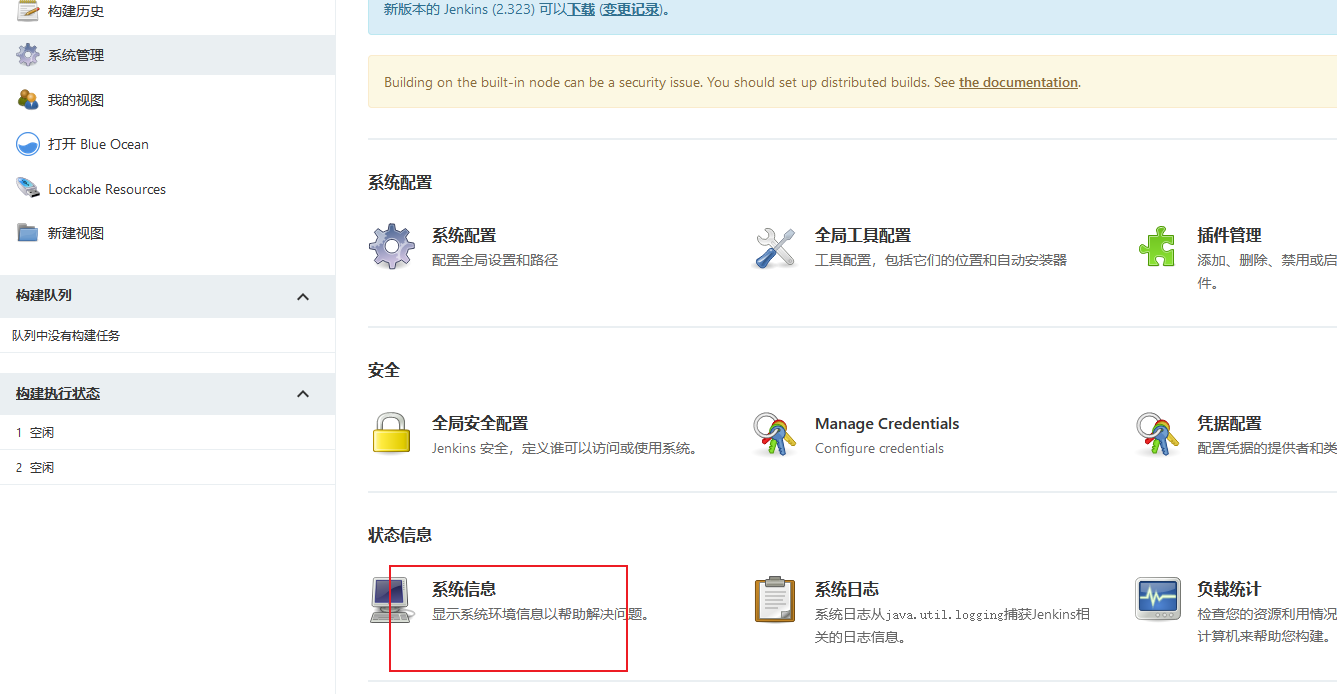 构建历史
系统管理
我的视图
打开 Blue Ocean
Lockable Resources
新建视图
构建队列
队列中没有构建任务
构建执行状态
1 空闲
2 空闲
新版本的 Jenkins (2.323) 可以下载 (变更记录)。
Building on the built-in node can be a security issue. You should set up distributed builds. See the documentation.
系统配置
系统配置
配置全局设置和路径
全局工具配置
工具配置，包括它们的位置和自动安装器
插件管理
添加、删除、禁用或启
件。
安全
全局安全配置
Jenkins 安全，定义谁可以访问或使用系统。
Manage Credentials
Configure credentials
凭据配置
配置凭据的提供者和类
状态信息
系统信息
显示系统环境信息以帮助解决问题。
系统日志
系统日志从java.util.logging捕获Jenkins相
关的日志信息。
负载统计
检查您的资源利用情况
计算机来帮助您构建。